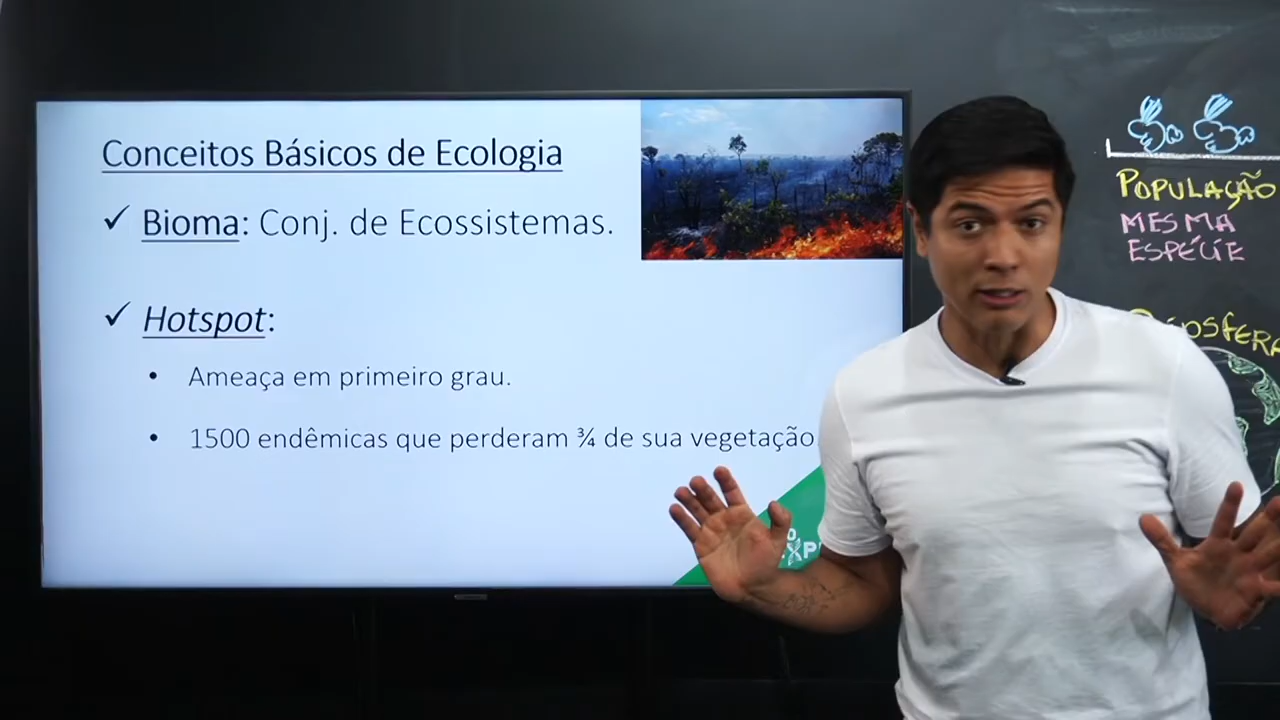 Conceitos Básicos de Ecologia
✓ Bioma: Conj. de Ecossistemas.
✓ Hotspot:
• Ameaça em primeiro grau.
• 1500 endêmicas que perderam ¾ de sua vegetação
POPULAÇÃO
MESMA
ESPÉCIE